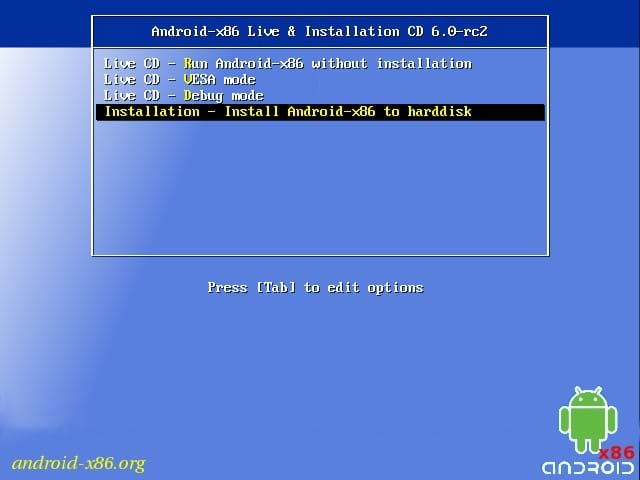 Android-x86 Live & Installation CD 6.0-rc2
Live CD - Run Android-x86 without installation
Live CD - VESA mode
Live CD - Debug mode
Installation - Install Android-x86 to harddisk
Press [Tab] to edit options
android-x86.org
x86
ANDROID